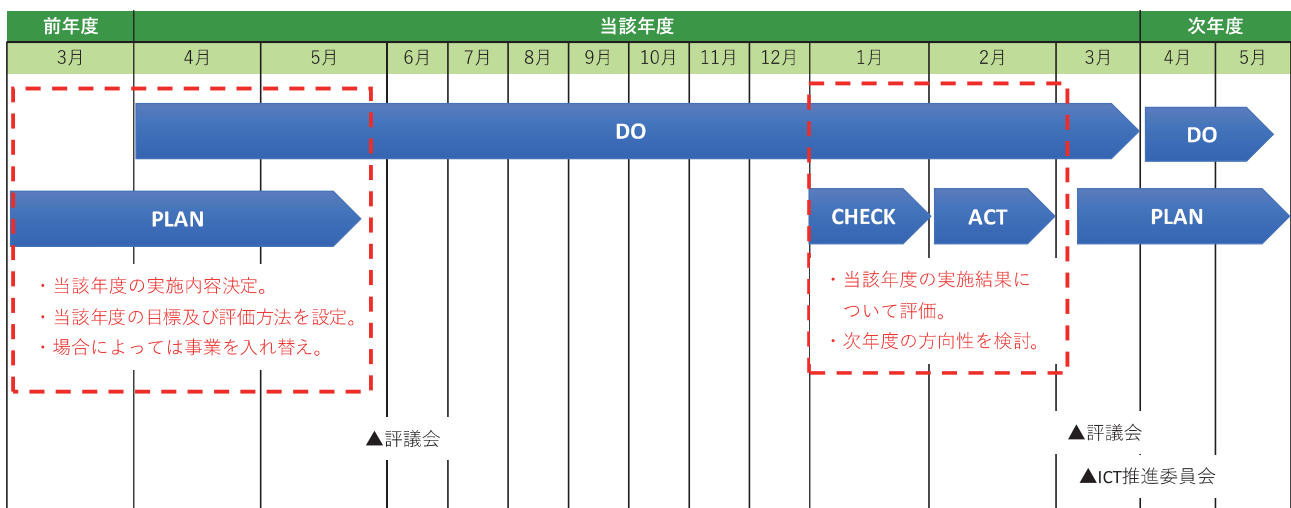 前年度 当該年度 次年度
3月 4月 5月 6月 7月 8月 9月 10月 11月 12月 1月 2月 3月 4月 5月
DO DO
PLAN CHECK ACT PLAN
・当該年度の実施内容決定。
・当該年度の目標及び評価方法を設定。
・場合によっては事業を入れ替え。
・当該年度の実施結果に
ついて評価。
・次年度の方向性を検討。
▲評議会
▲評議会
▲ICT推進委員会